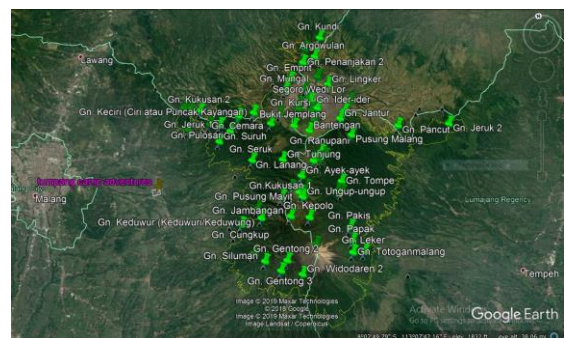 Gn. Kundi
Gn. Argowulan
Lawang
Gn. Penanjakan 2
Gn. Emprit
Gn. Mungal
Gn. Lingker
Segoro Wedi Lor
Gn. Kukusan 2
Gn. Kursi
Gn. Ider-ider
Gn. Keciri (Ciri atau Puncak Kayangan)
Bukit Jemplang
Gn. Jantur
Gn. Jeruk
Gn. Cemara
Bantengan
Gn. Pancut
Gn. Jeruk 2
Gn. Pulosari
Gn. Suruh
Gn. Ranupani
Pusung Malang
Gn. Seruk
Gn. Tunjung
Gn. Lanang
Gn. Ayek-ayek
Gn. Tompe
Gn.Kukusan
Gn. Ungup-ungup
Malang
Gn. Pusung Mayit
Lumajang Regency
Gn. Jambangan
Gn. Kepolo
Gn. Keduwur (Keduwuri/Keduwung)
Gn. Pakis
Gn. Papak
Gn. Cungkup
Gn. Leker
Gn. Gentong 2
Gn. Totoganmalang
Gn. Siluman
Gn. Widodaren 2
Tempeh
Gn. Gentong 3
Image © 2019 Maxar Technologies
© 2019 Google
Image © 2019 Maxar Technologies
Image Landsat / Copernicus
Activate Wind
Google Earth